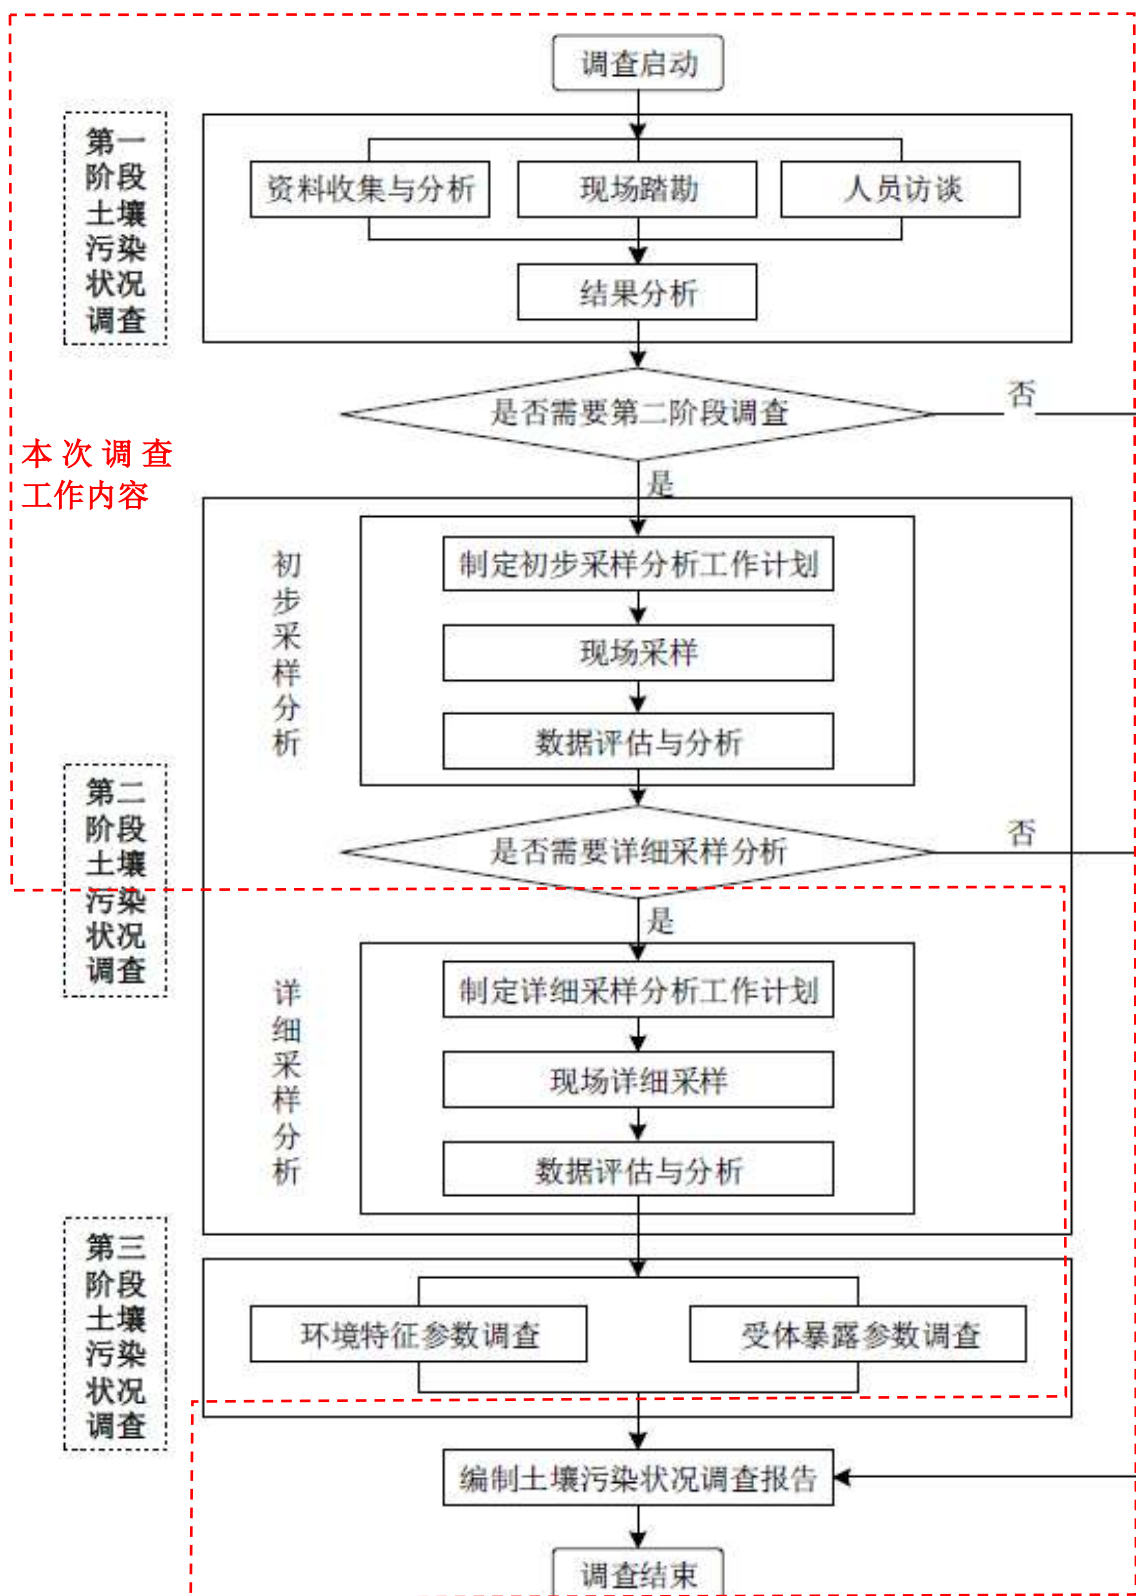 调查启动
第一
阶段
土壤
污染
状况
调查
资料收集与分析
现场踏勘
人员访谈
结果分析
是否需要第二阶段调查
否
是
本次调查
工作内容
初
步
采
样
分
析
制定初步采样分析工作计划
现场采样
数据评估与分析
第二
阶段
土壤
污染
状况
调查
是否需要详细采样分析
否
是
详
细
采
样
分
析
制定详细采样分析工作计划
现场详细采样
数据评估与分析
第三
阶段
土壤
污染
状况
调查
环境特征参数调查
受体暴露参数调查
编制土壤污染状况调查报告
调查结束